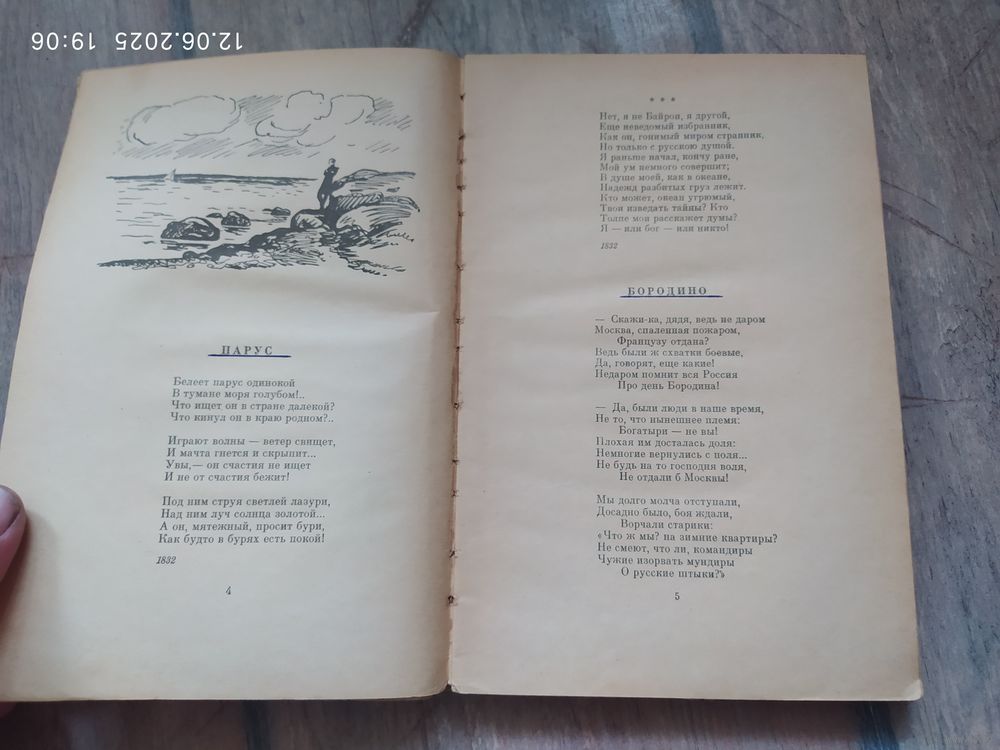 12.06.2025 19:06
ПАРУС
Белеет парус одинокой
В тумане моря голубом!..
Что ищет он в стране далекой?
Что кинул он в краю родном?..
Играют волны — ветер свищет,
И мачта гнется и скрыпит...
Увы,— он счастия не ищет
И не от счастия бежит!
Под ним струя светлей лазури,
Над ним луч солнца золотой...
А он, мятежный, просит бури,
Как будто в бурях есть покой!
1832
4
* * *
Нет, я не Байрон, я другой,
Еще неведомый избранник,
Как он, гонимый миром странник,
Но только с русскою душой.
Я раньше начал, кончу ране,
Мой ум немного совершит;
В душе моей, как в океане,
Надежд разбитых груз лежит.
Кто может, океан угрюмый,
Твои изведать тайны? Кто
Толпе мои расскажет думы?
Я — или бог — или никто!
1832
БОРОДИНО
— Скажи-ка, дядя, ведь не даром
Москва, спаленная пожаром,
Французу отдана?
Ведь были ж схватки боевые,
Да, говорят, еще какие!
Недаром помнит вся Россия
Про день Бородина!
— Да, были люди в наше время,
Не то, что нынешнее племя:
Богатыри — не вы!
Плохая им досталась доля:
Немногие вернулись с поля...
Не будь на то господня воля,
Не отдали б Москвы!
Мы долго молча отступали,
Досадно было, боя ждали,
Ворчали старики:
«Что ж мы? на зимние квартиры?
Не смеют, что ли, командиры
Чужие изорвать мундиры
О русские штыки?»
5